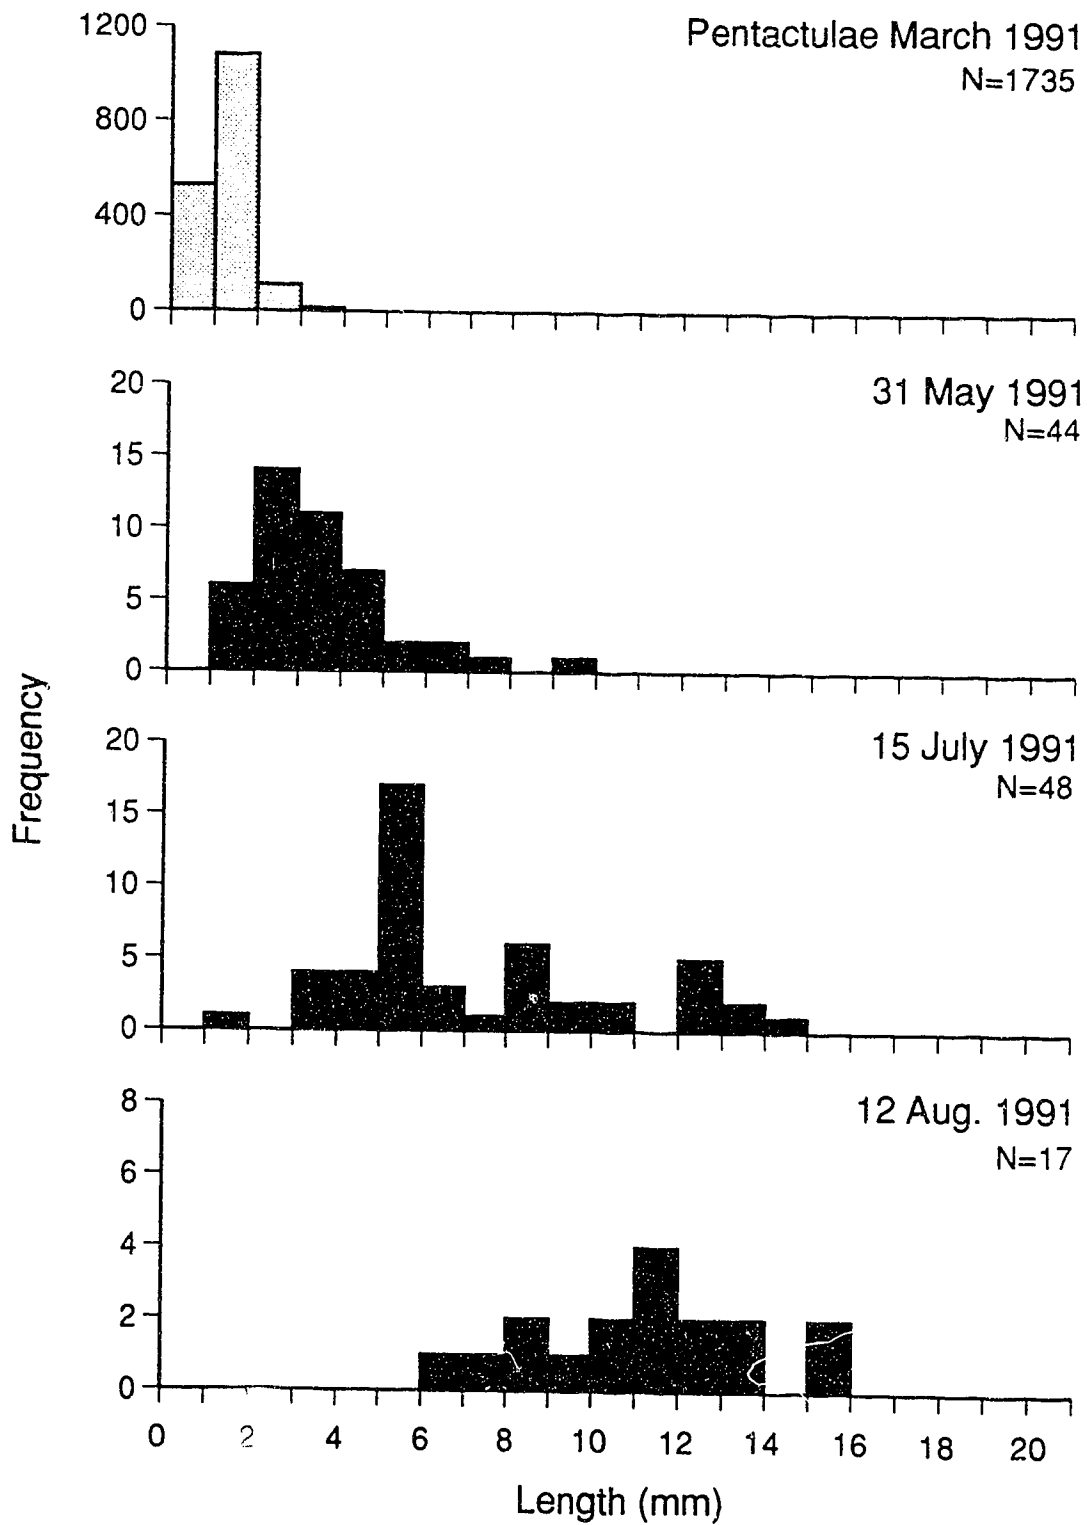 Pentactulae March 1991
N=1735
1200
800
400
0
31 May 1991
N=44
20
15
10
5
0
15 July 1991
N=48
20
15
10
5
0
12 Aug. 1991
N=17
8
6
4
2
0
Frequency
0 2 4 6 8 10 12 14 16 18 20
Length (mm)